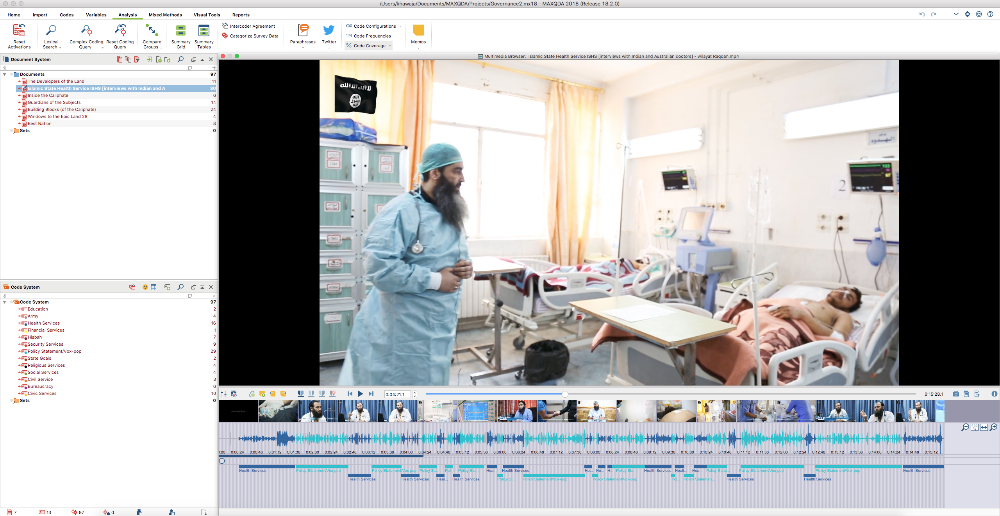 /Users/khawaja/Documents/MAXQDA/Projects/Governance2.mx18 - MAXQDA 2018 (Release 18.2.0)
Home Import Codes Variables Analysis Mixed Methods Visual Tools Reports
Reset Activations
Lexical Search
Complex Coding Query
Reset Coding Query
Compare Groups
Summary Grid
Summary Tables
Intercoder Agreement
Categorize Survey Data
Paraphrases
Twitter
XOX Code Configurations
123 Code Frequencies
% Code Coverage
Memos
Document System
Documents 97
The Developers of the Land 11
Islamic State Health Service ISHS [interviews with Indian and A 30
Inside the Caliphate 6
Guardians of the Subjects 14
Building Blocks (of the Caliphate) 24
Windows to the Epic Land 28 4
Best Nation 8
Sets 0
Code System
Code System 97
Education 2
Army 4
Health Services 16
Financial Services 1
Hisbah 7
Security Services 9
Policy Statement/Vox-pop 29
State Goals 2
Religious Services 4
Social Services 4
Civil Service 3
Bureaucracy 6
Civic Services 10
Sets 0
7 13 97 0
Multimedia Browser: Islamic State Health Service ISHS [interviews with Indian and Australian doctors] - wilayat Raqqah.mp4
لا اله الا الله
الله
رسول
محمد
2
0:04:21.1 0:15:28.1
100 %
0:00 0:00:24 0:00:48 0:01:12 0:01:36 0:02:00 0:02:24 0:02:48 0:03:12 0:03:36 0:04:00 0:04:24 0:04:48 0:05:12 0:05:36 0:06:00 0:06:24 0:06:48 0:07:12 0:07:36 0:08:00 0:08:24 0:08:48 0:09:12 0:09:36 0:10:00 0:10:24 0:10:48 0:11:12 0:11:36 0:12:00 0:12:24 0:12:48 0:13:12 0:13:36 0:14:00 0:14:24 0:14:48 0:15:12
Health Services Policy Statement/Vox-pop Policy Statement/Vox-pop Policy St... Poli... Policy Sta... Heal... Health Services He... He... H... Policy Sta... Health Services Healt... Hea... Policy State... Policy Statement/Vox-pop Policy Statement/Vox-pop Health Services
Health Services Health Services Heal... Health Services Policy St... Policy Statement/Vox-pop Policy Statement/Vox-pop Pol... Policy Statemen... Health Services Health Services